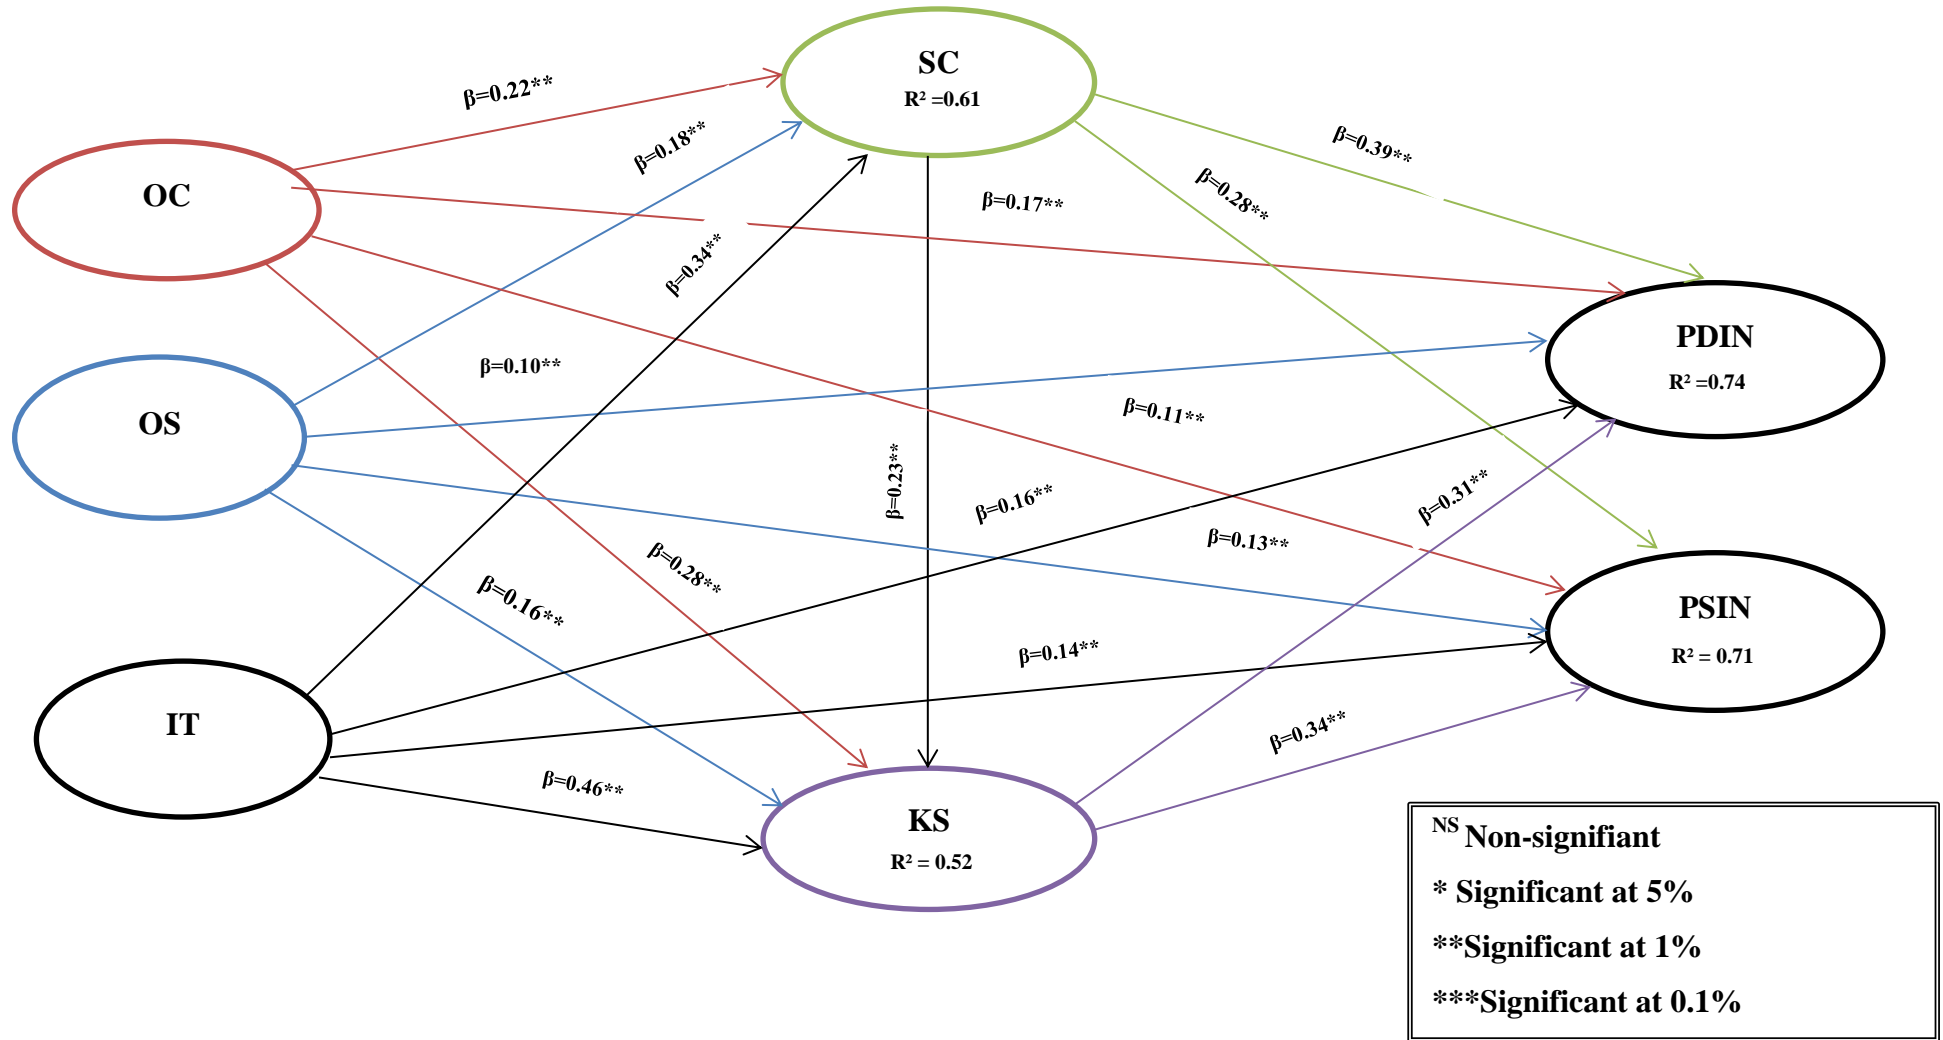 SC
R² =0.61
β=0.22**
β=0.18**
β=0.39**
OC
β=0.17**
β=0.28**
β=0.34**
PDIN
R² =0.74
β=0.10**
β=0.11**
OS
β=0.23**
β=0.16**
β=0.31**
β=0.13**
β=0.28**
β=0.16**
PSIN
R² = 0.71
β=0.14**
IT
β=0.34**
β=0.46**
KS
R² = 0.52
NS Non-signifiant
* Significant at 5%
**Significant at 1%
***Significant at 0.1%